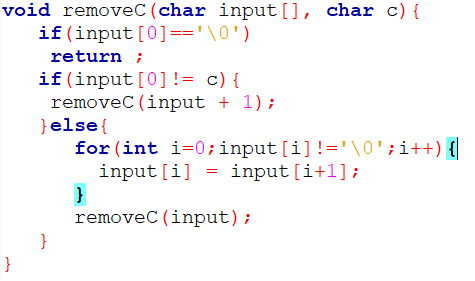 void removeC(char input[], char c){
if(input[0]=='\0')
return ;
if(input[0]!= c){
removeC(input + 1);
}else{
for(int i=0;input[i]!='\0';i++){
input[i] = input[i+1];
}
removeC(input);
}
}